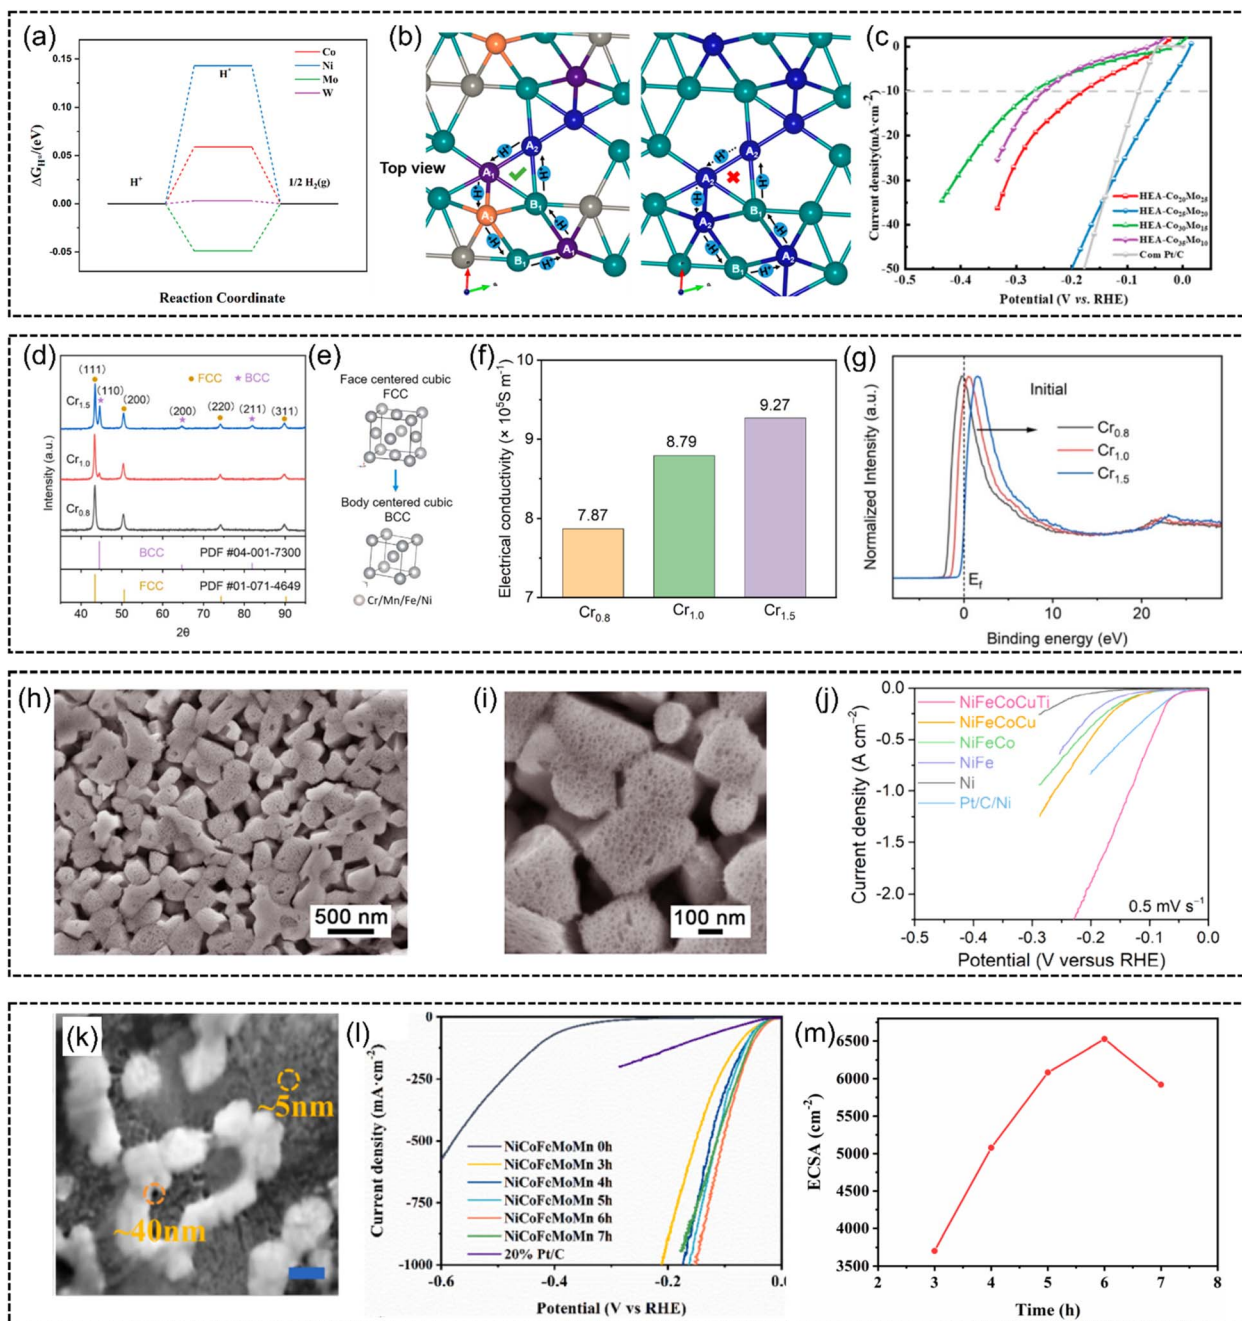 (a)
Co
Ni
Mo
W
0.15
0.10
0.05
0.00
-0.05
H*
H⁺
1/2 H₂(g)
ΔG_H*/(eV)
Reaction Coordinate
(b)
Top view
A₂
H
A₁
H
H
A₃
B₁
H
H
B₁
H
A₁
A₂
A₂
A₂
B₁
B₁
A₂
(c)
0
-10
-20
-30
-40
-50
Current density(mA·cm⁻²)
HEA-Co₂₅Mo₂₀
HEA-Co₃₅Mo₁₀
Com Pt/C
-0.5 -0.4 -0.3 -0.2 -0.1 0.0
Potential (V vs. RHE)
(d)
(111)
FCC BCC
(110)
(200)
(200)
(220)
(211)
(311)
Cr₁.₅
Cr₁.₀
Cr₀.₈
BCC PDF #04-001-7300
FCC PDF #01-071-4649
Intensity (a.u.)
40 50 60 70 80 90
2θ
(e)
Face centered cubic
FCC
Body centered cubic
BCC
Cr/Mn/Fe/Ni
(f)
10
9
8
7
7.87
8.79
9.27
Electrical conductivity (× 10⁵S m⁻¹)
Cr₀.₈ Cr₁.₀ Cr₁.₅
(g)
Initial
Cr₀.₈
Cr₁.₀
Cr₁.₅
E_f
Normalized Intensity (a.u.)
0 10 20
Binding energy (eV)
(h)
500 nm
(i)
100 nm
(j)
0.0
-0.5
-1.0
-1.5
-2.0
NiFeCoCuTi
NiFeCoCu
NiFeCo
NiFe
Ni
Pt/C/Ni
0.5 mV s⁻¹
Current density (A cm⁻²)
-0.5 -0.4 -0.3 -0.2 -0.1 0.0
Potential (V versus RHE)
(k)
~5nm
~40nm
(l)
0
-250
-500
-750
-1000
NiCoFeMoMn 0h
NiCoFeMoMn 3h
NiCoFeMoMn 4h
NiCoFeMoMn 5h
NiCoFeMoMn 6h
NiCoFeMoMn 7h
20% Pt/C
Current density (mA·cm⁻²)
-0.6 -0.4 -0.2 0.0
Potential (V vs RHE)
(m)
6500
6000
5500
5000
4500
4000
3500
ECSA (cm⁻²)
2 3 4 5 6 7 8
Time (h)